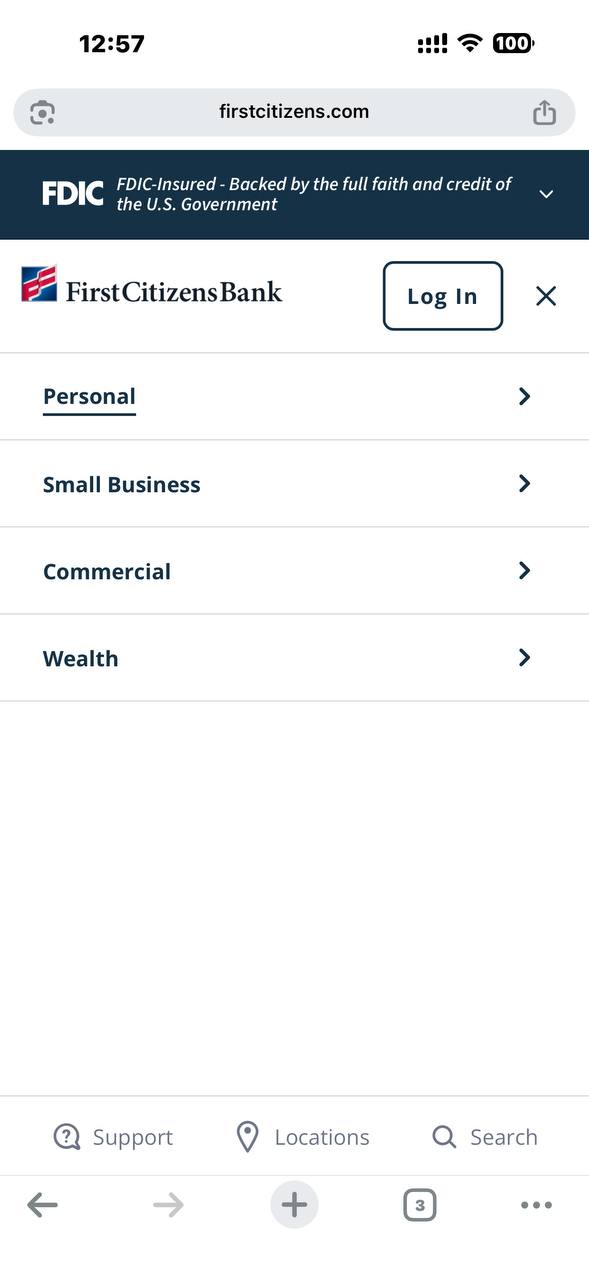 12:57
100
firstcitizens.com
FDIC
FDIC-Insured - Backed by the full faith and credit of
the U.S. Government
First Citizens Bank
Log In
Personal
Small Business
Commercial
Wealth
Support
Locations
Search
3